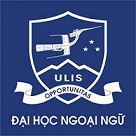 ULIS
OPPORTUNITAS
ĐẠI HỌC NGOẠI NGỮ